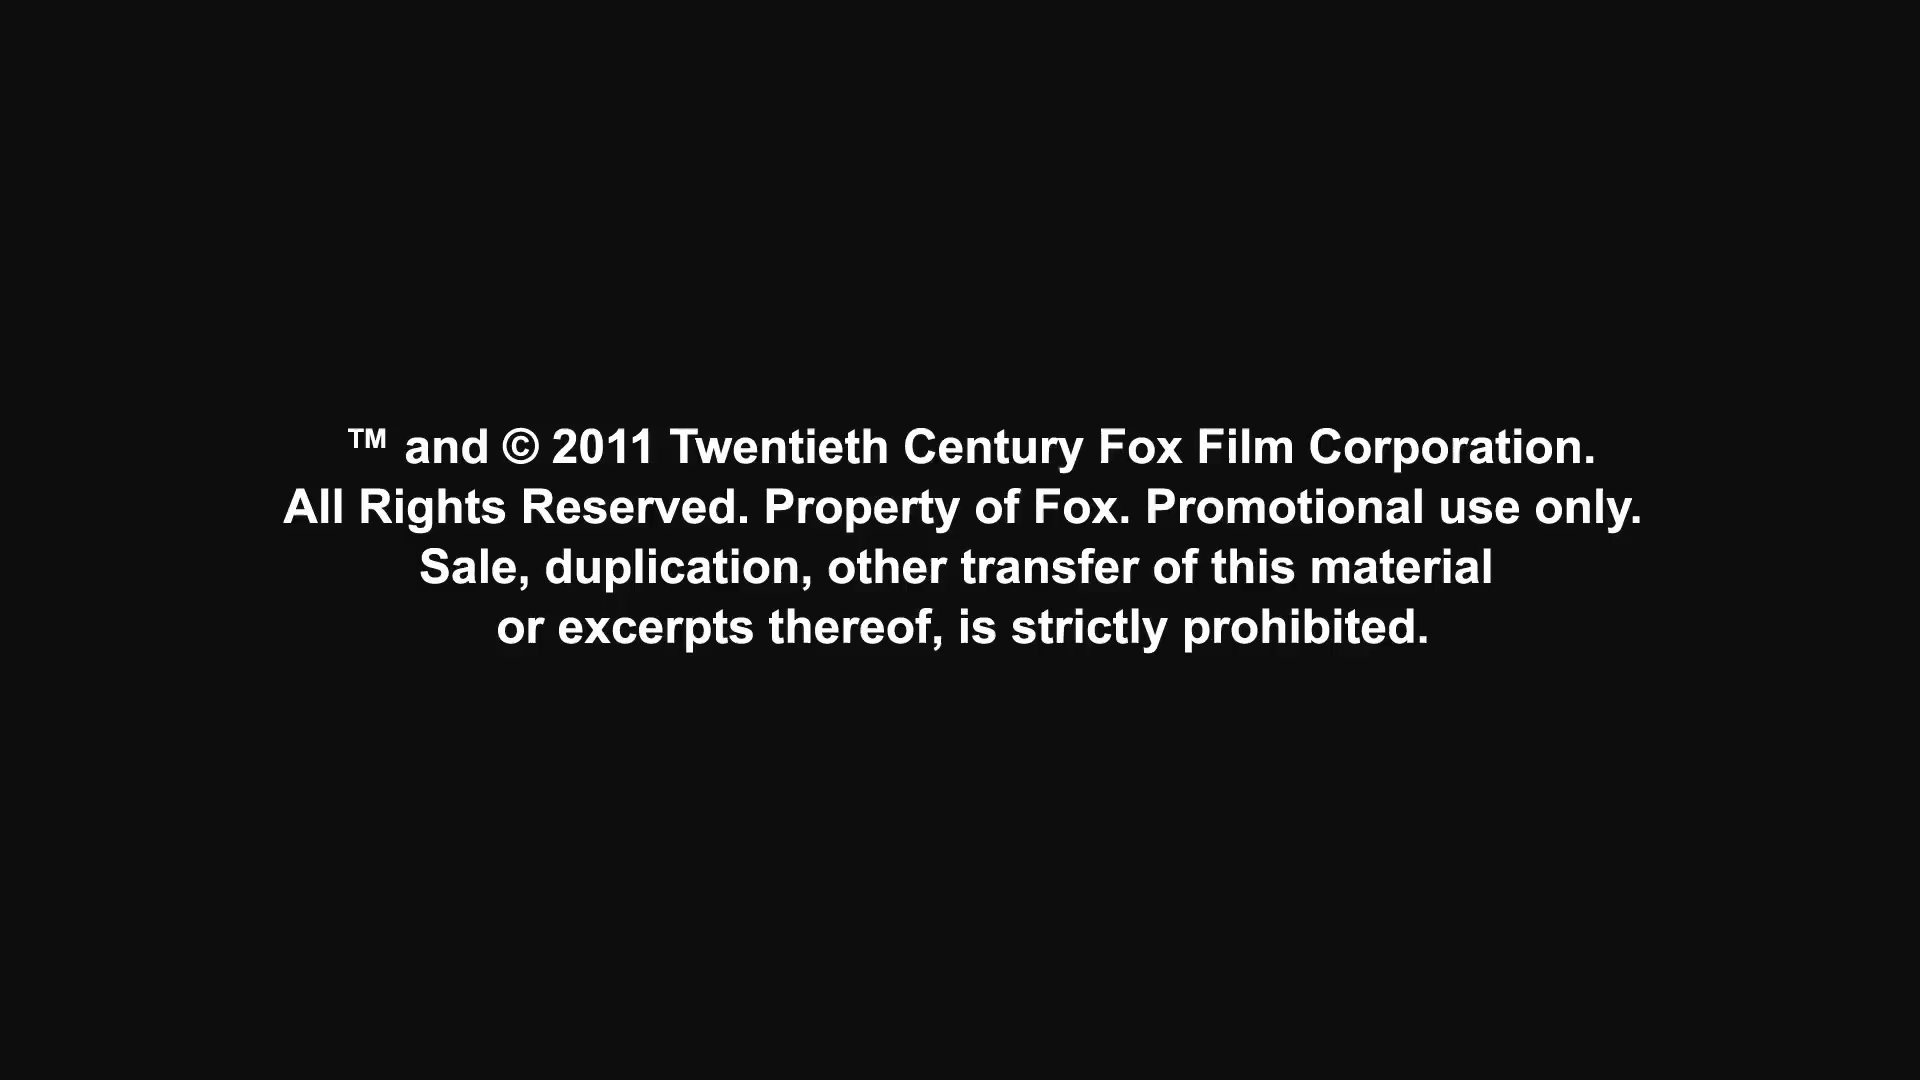 ™ and © 2011 Twentieth Century Fox Film Corporation.
All Rights Reserved. Property of Fox. Promotional use only.
Sale, duplication, other transfer of this material
or excerpts thereof, is strictly prohibited.